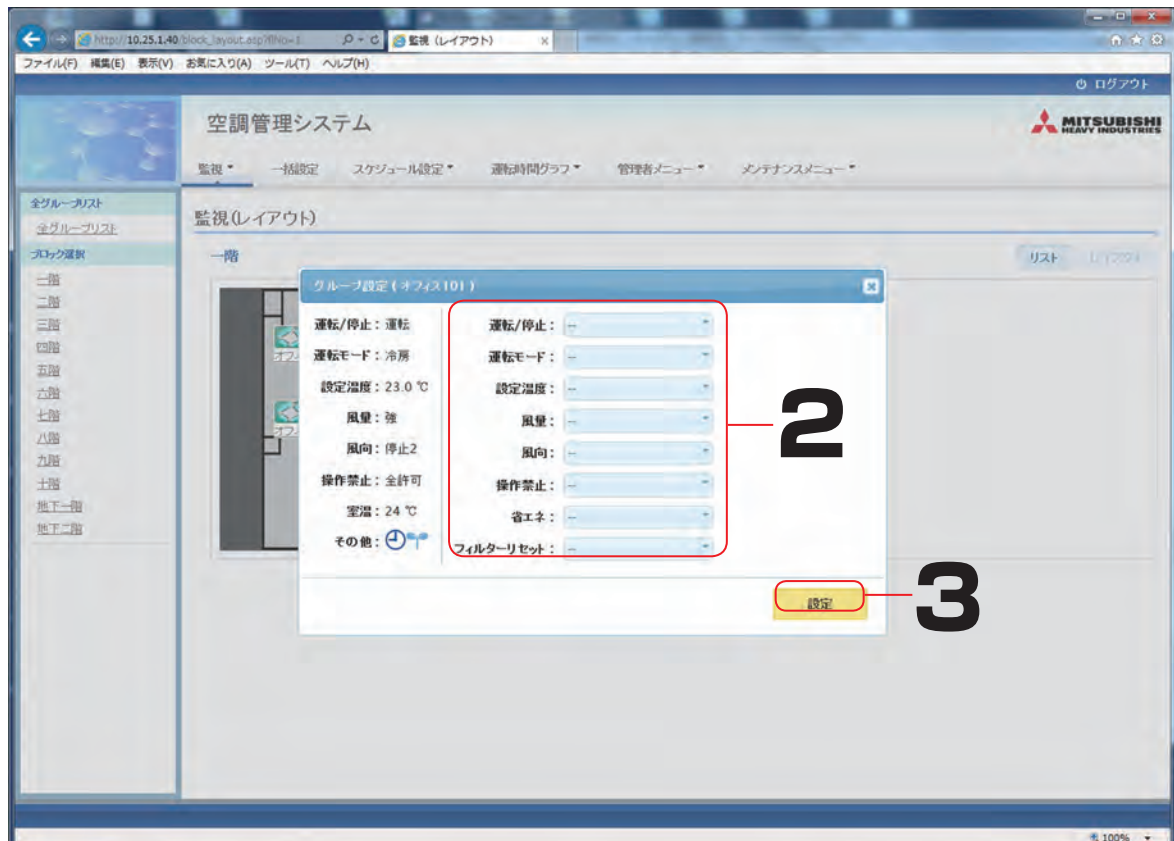 http://10.25.1.40/block_layout.asp?flNo=1
監視 (レイアウト)
ファイル(F) 編集(E) 表示(V) お気に入り(A) ツール(T) ヘルプ(H)
ログアウト
空調管理システム
MITSUBISHI
HEAVY INDUSTRIES
監視 一括設定 スケジュール設定 運転時間グラフ 管理者メニュー メンテナンスメニュー
全グループリスト
全グループリスト
ブロック選択
一階
二階
三階
四階
五階
六階
七階
八階
九階
十階
地下一階
地下二階
監視(レイアウト)
一階
リスト レイアウト
オフィ
オフィ
グループ設定 (オフィス101)
運転/停止: 運転
運転モード: 冷房
設定温度: 23.0 ℃
風量: 強
風向: 停止2
操作禁止: 全許可
室温: 24 ℃
その他:
運転/停止: --
運転モード: --
設定温度: --
風量: --
風向: --
操作禁止: --
省エネ: --
フィルターリセット: --
2
設定
3
100%